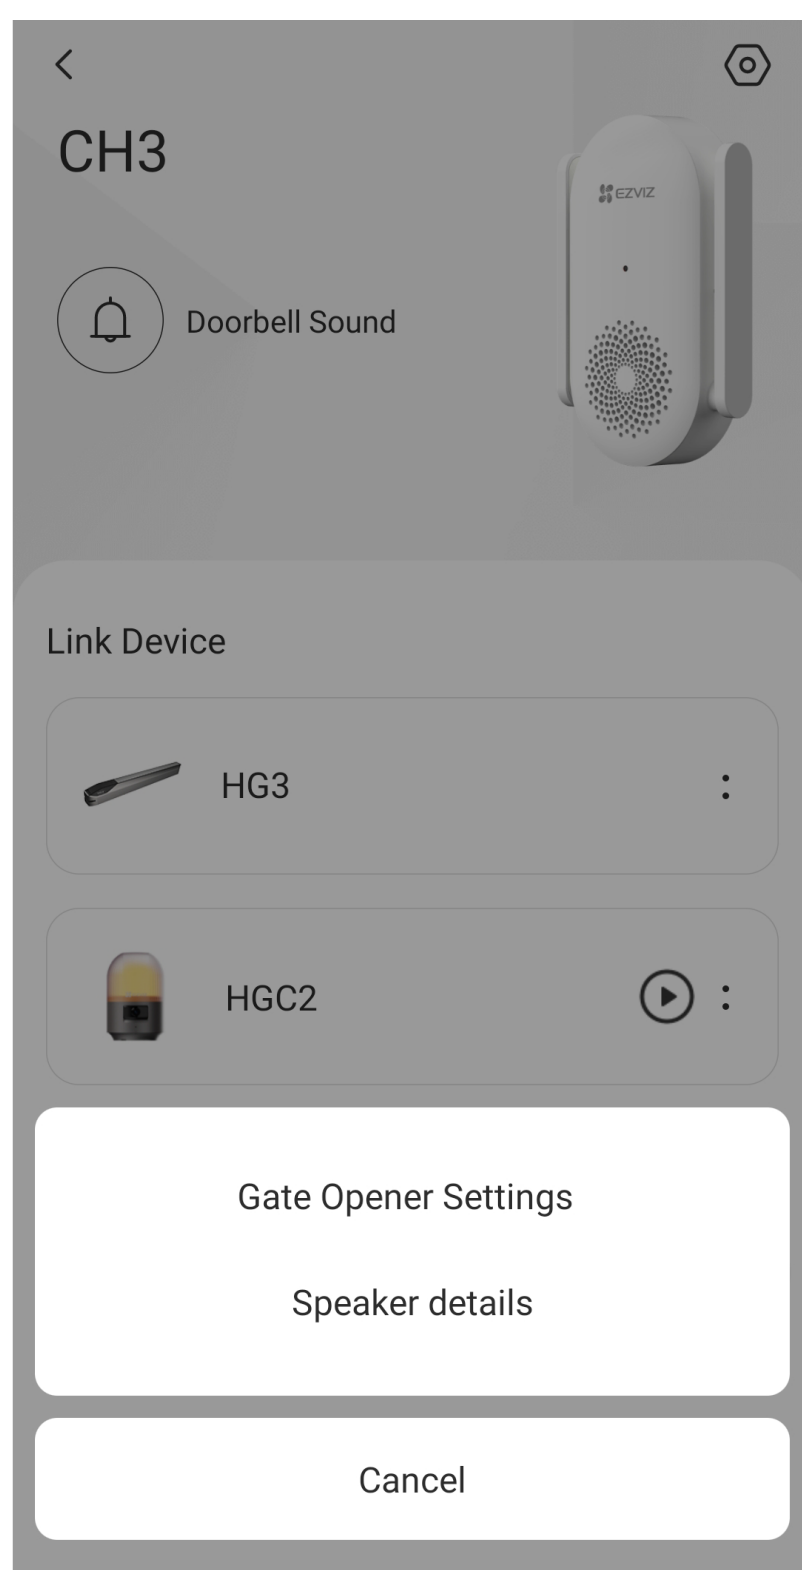 CH3
EZVIZ
Doorbell Sound
Link Device
HG3
HGC2
Gate Opener Settings
Speaker details
Cancel